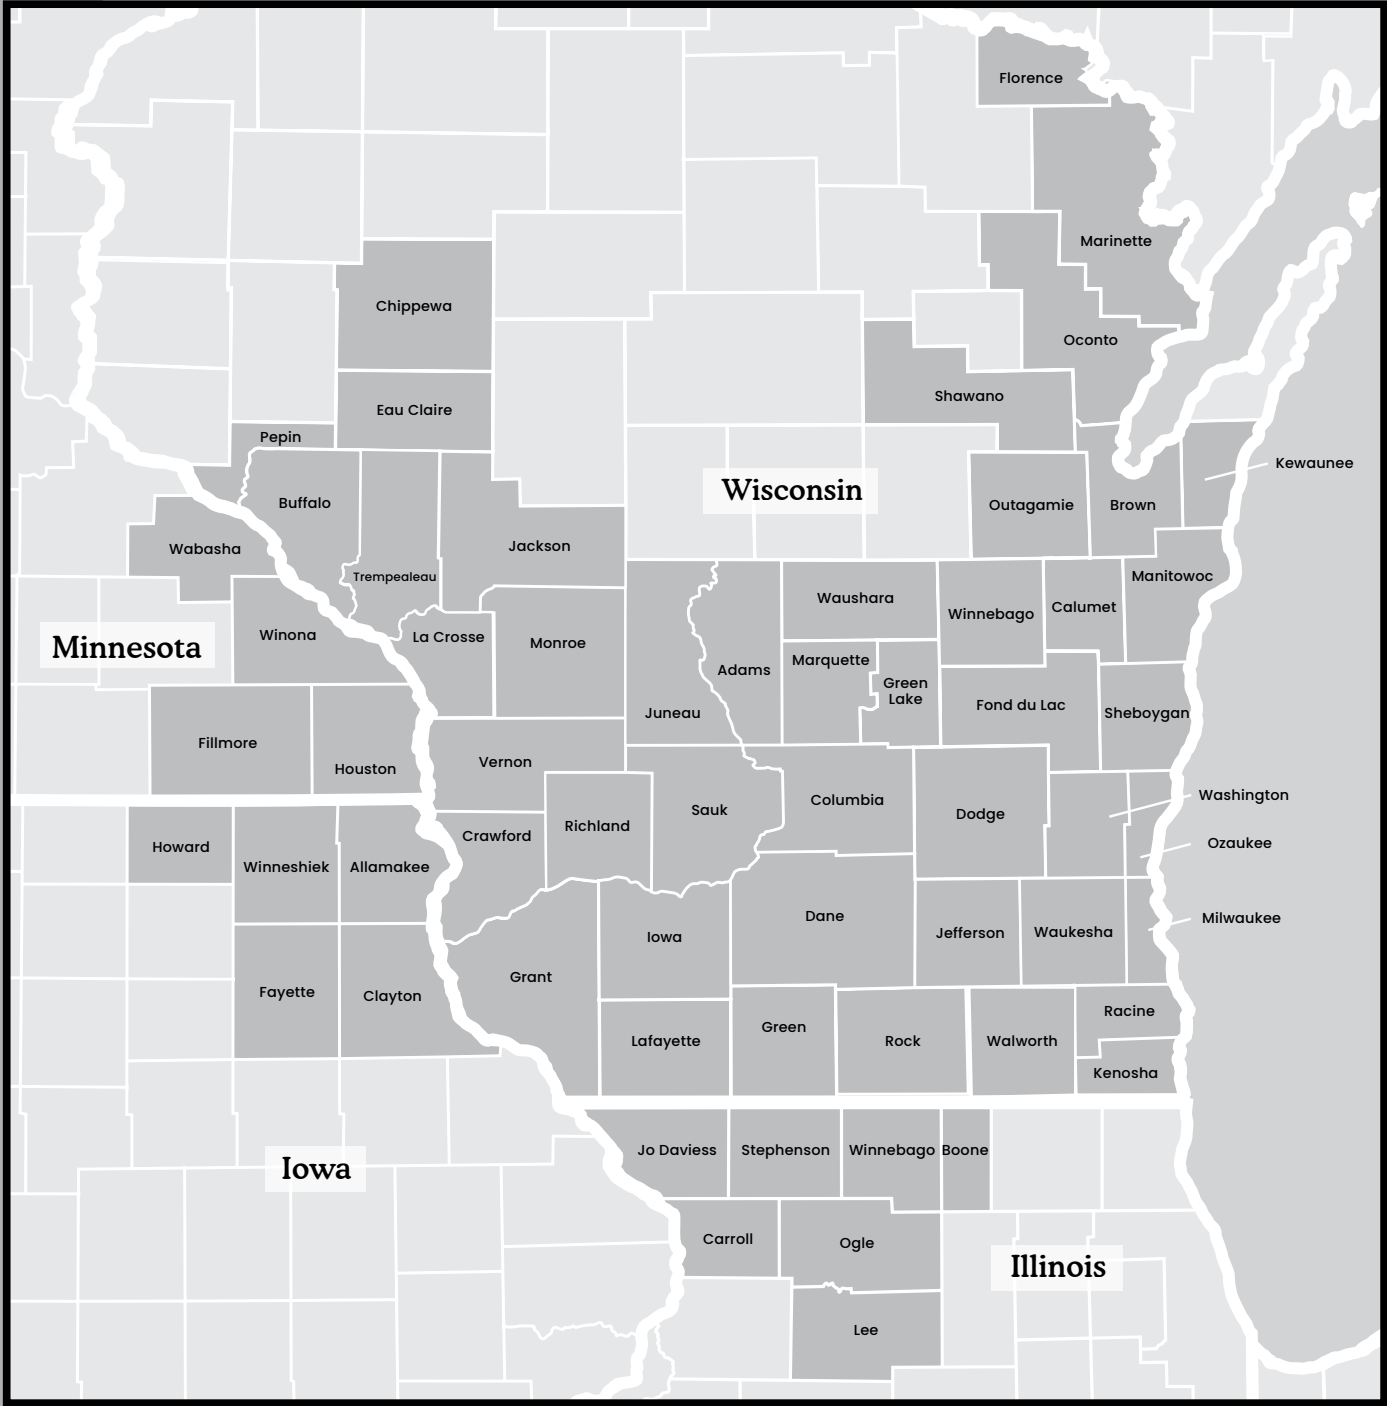 Florence
Marinette
Chippewa
Oconto
Shawano
Eau Claire
Pepin
Kewaunee
Wisconsin
Buffalo
Outagamie
Brown
Wabasha
Jackson
Trempealeau
Manitowoc
Waushara
Calumet
Winnebago
Winona
La Crosse
Monroe
Minnesota
Marquette
Adams
Green
Lake
Fond du Lac
Juneau
Sheboygan
Fillmore
Vernon
Houston
Washington
Columbia
Sauk
Dodge
Richland
Crawford
Ozaukee
Howard
Winneshiek
Allamakee
Dane
Milwaukee
Jefferson
Waukesha
Iowa
Grant
Fayette
Clayton
Racine
Green
Lafayette
Rock
Walworth
Kenosha
Jo Daviess
Stephenson
Winnebago
Boone
Iowa
Carroll
Ogle
Illinois
Lee